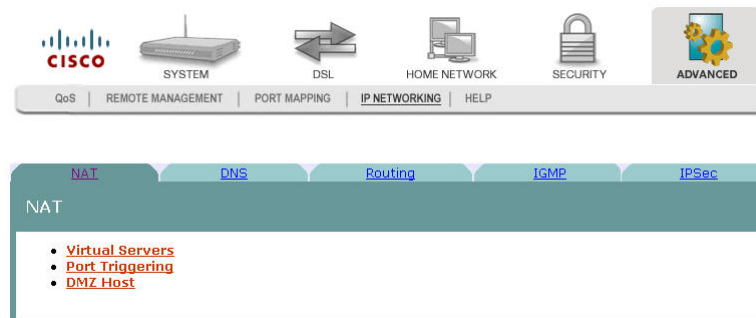 CISCO
SYSTEM
DSL
HOME NETWORK
SECURITY
ADVANCED
QoS | REMOTE MANAGEMENT | PORT MAPPING | IP NETWORKING | HELP
NAT
DNS
Routing
IGMP
IPSec
NAT
• Virtual Servers
• Port Triggering
• DMZ Host